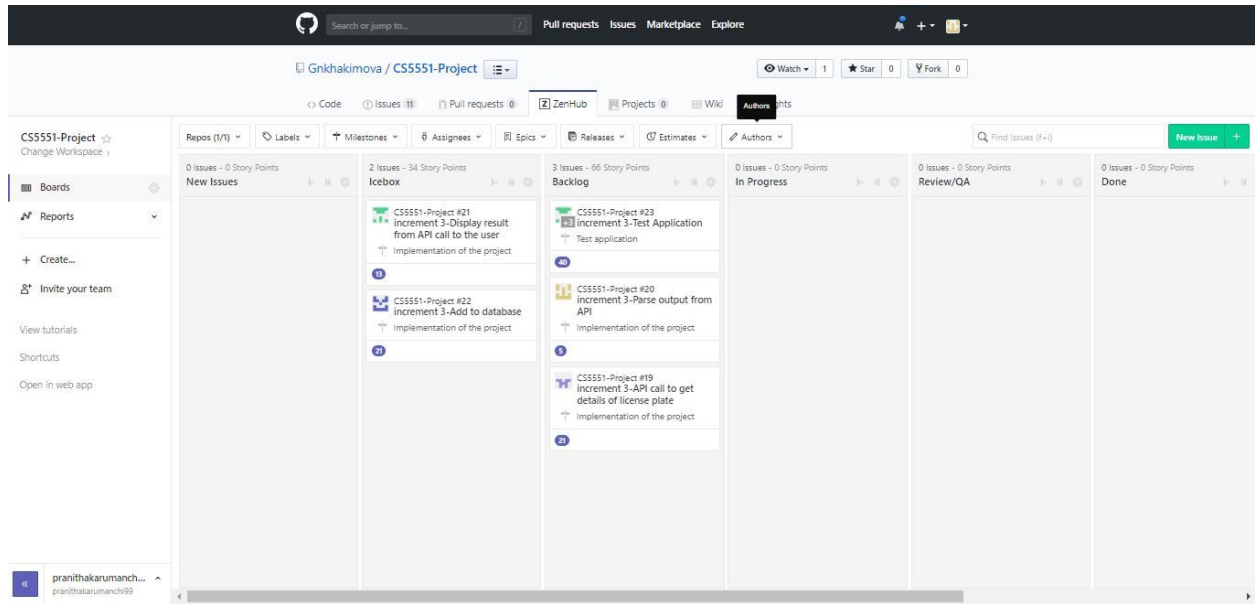 Search or jump to... / Pull requests Issues Marketplace Explore
Gnkhakimova / CS5551-Project
Watch 1 Star 0 Fork 0
Code Issues 11 Pull requests 0 ZenHub Projects 0 Wiki Authors ghts
CS5551-Project
Change Workspace ›
Repos (1/1) Labels Milestones Assignees Epics Releases Estimates Authors
Find Issues (f+i)
New Issue +
Boards
Reports
+ Create...
Invite your team
View tutorials
Shortcuts
Open in web app
«
pranithakarumanch...
pranithakarumanchi99
0 Issues - 0 Story Points
New Issues
2 Issues - 34 Story Points
Icebox
CS5551-Project #21
increment 3-Display result
from API call to the user
Implementation of the project
13
CS5551-Project #22
increment 3-Add to database
Implementation of the project
21
3 Issues - 66 Story Points
Backlog
CS5551-Project #23
+3 increment 3-Test Application
Test application
40
CS5551-Project #20
increment 3-Parse output from
API
Implementation of the project
5
CS5551-Project #19
increment 3-API call to get
details of license plate
Implementation of the project
21
0 Issues - 0 Story Points
In Progress
0 Issues - 0 Story Points
Review/QA
0 Issues - 0 Story Points
Done